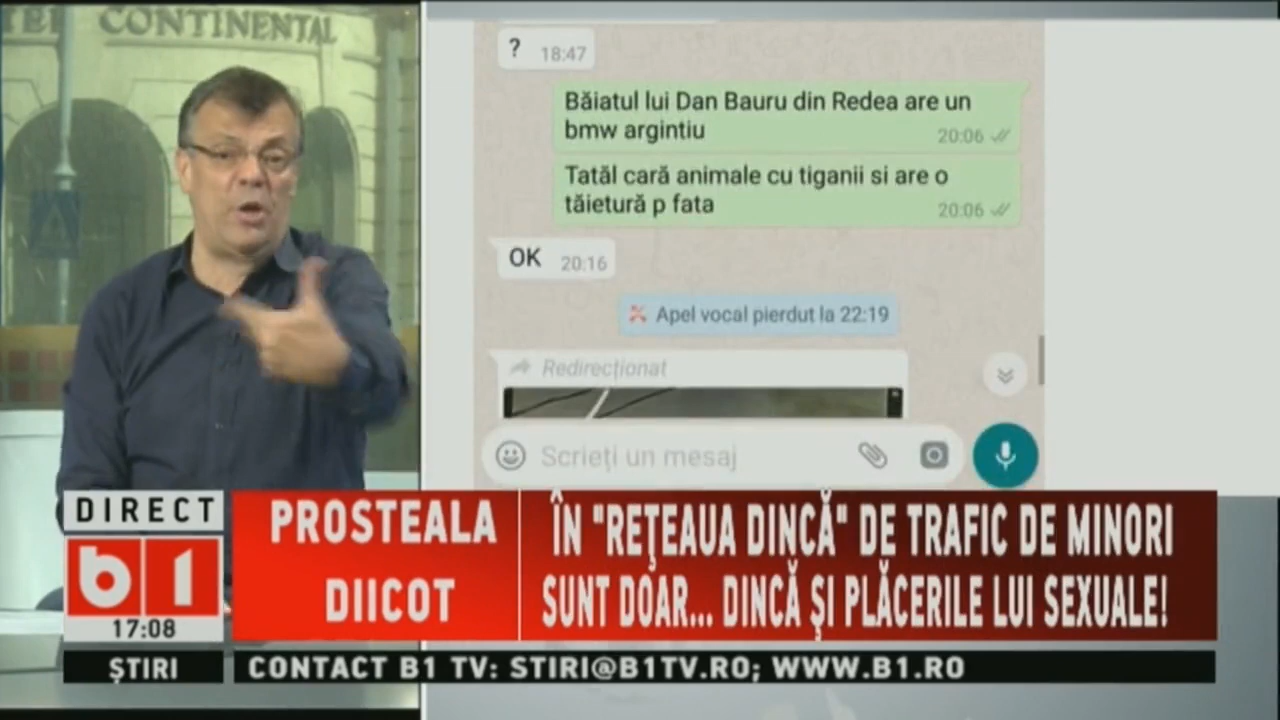 CONTINENTAL
? 18:47
Băiatul lui Dan Bauru din Redea are un
bmw argintiu 20:06
Tatăl cară animale cu tiganii si are o
tăietură p fata 20:06
OK 20:16
Apel vocal pierdut la 22:19
Redirecționat
Scrieți un mesaj
DIRECT
b1
17:08
ȘTIRI
PROSTEALA
DIICOT
ÎN "REŢEAUA DINCĂ" DE TRAFIC DE MINORI
SUNT DOAR... DINCĂ ŞI PLĂCERILE LUI SEXUALE!
CONTACT B1 TV: STIRI@B1TV.RO; WWW.B1.RO